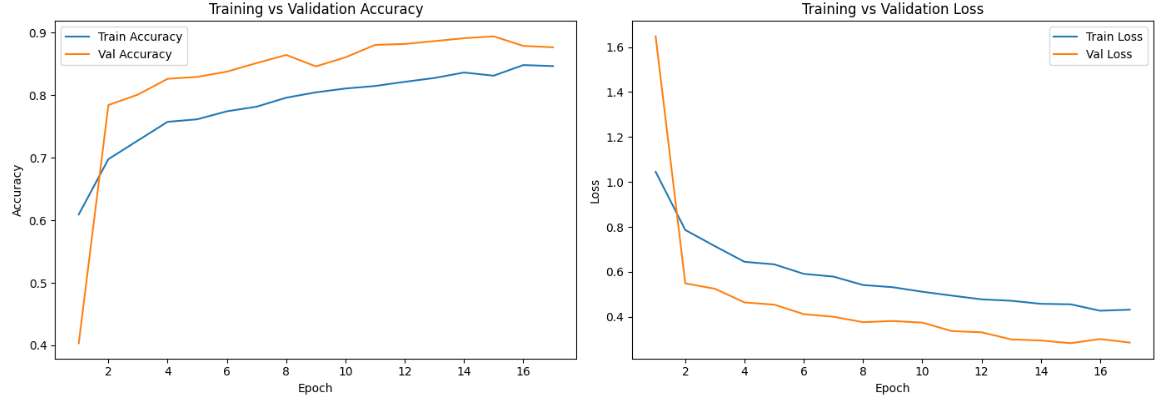 Training vs Validation Accuracy
Train Accuracy
Val Accuracy
0.9
0.8
0.7
0.6
0.5
0.4
Accuracy
2 4 6 8 10 12 14 16
Epoch
Training vs Validation Loss
Train Loss
Val Loss
1.6
1.4
1.2
1.0
0.8
0.6
0.4
Loss
2 4 6 8 10 12 14 16
Epoch